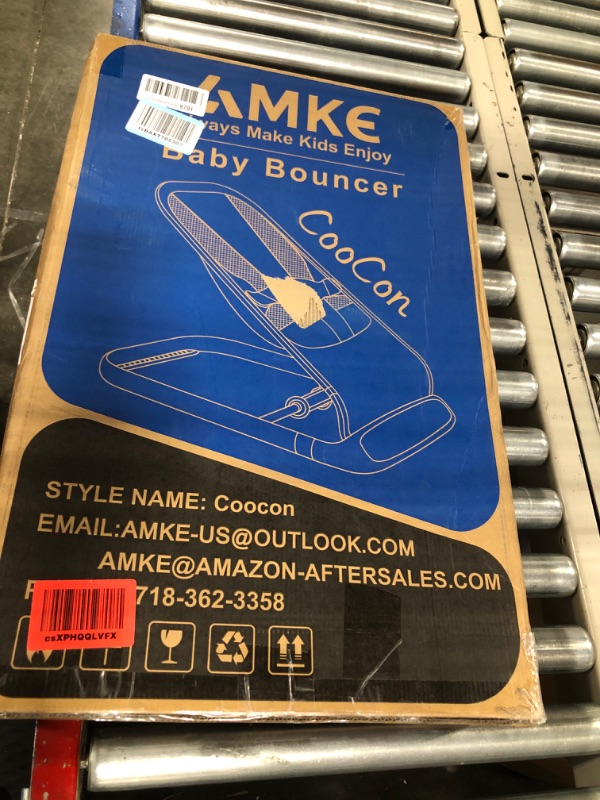 AMKE
ways Make Kids Enjoy
Baby Bouncer
CooCon
STYLE NAME: Coocon
EMAIL:AMKE-US@OUTLOOK.COM
AMKE@AMAZON-AFTERSALES.COM
718-362-3358
csXPHQQLVFX